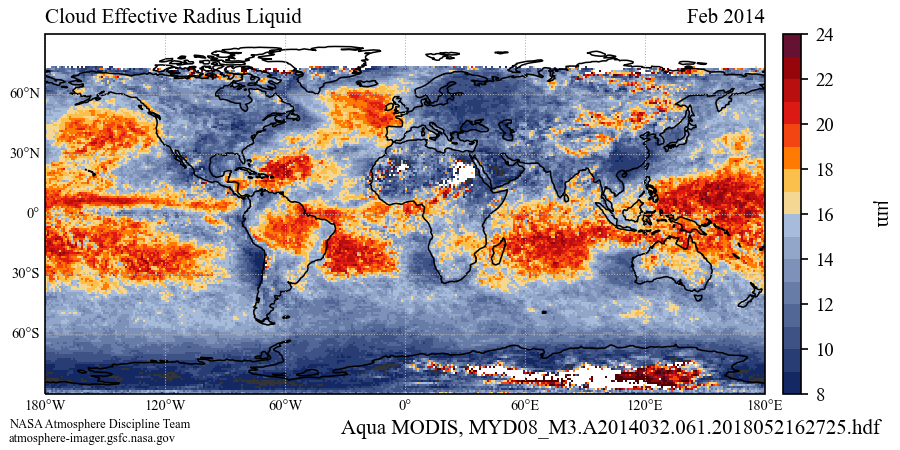 Cloud Effective Radius Liquid Feb 2014
24
22
60°N
20
30°N
18
0°
16
µm
14
30°S
12
60°S
10
8
180°W 120°W 60°W 0° 60°E 120°E 180°E
NASA Atmosphere Discipline Team
atmosphere-imager.gsfc.nasa.gov
Aqua MODIS, MYD08_M3.A2014032.061.2018052162725.hdf